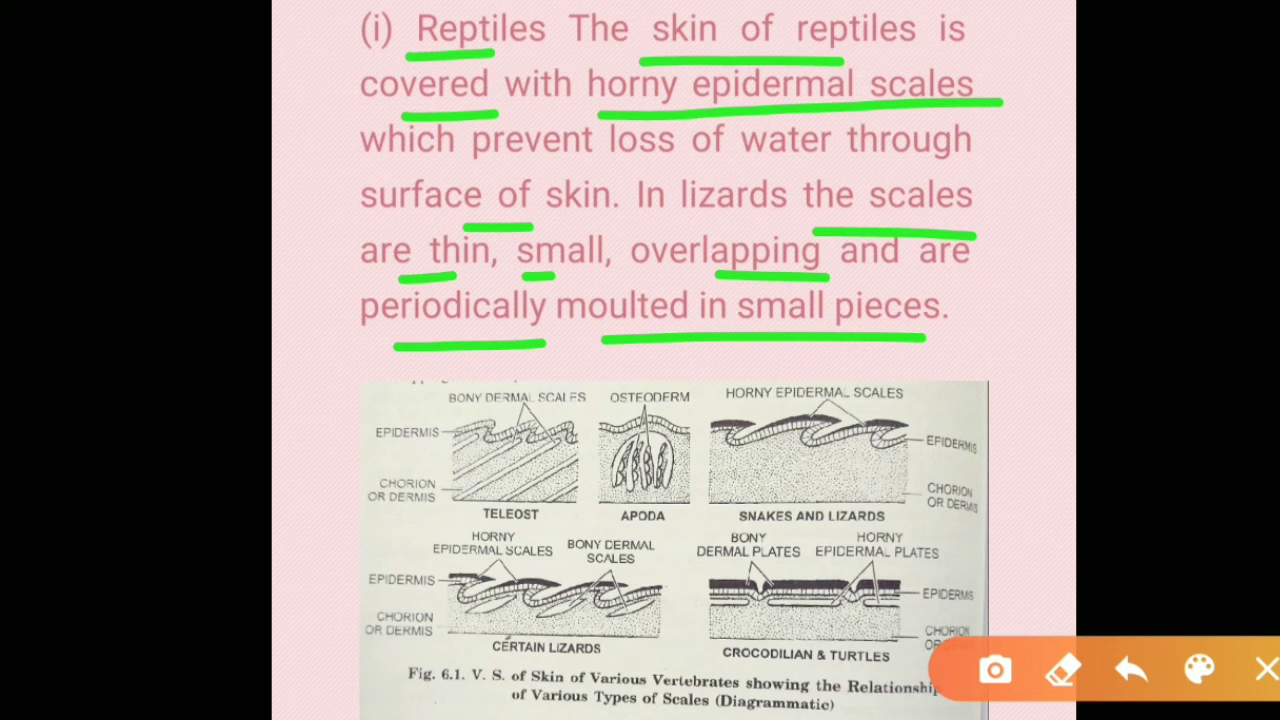 (i) Reptiles The skin of reptiles is
covered with horny epidermal scales
which prevent loss of water through
surface of skin. In lizards the scales
are thin, small, overlapping and are
periodically moulted in small pieces.
BONY DERMAL SCALES
OSTEODERM
HORNY EPIDERMAL SCALES
EPIDERMIS
EPIDERMIS
CHORION
OR DERMIS
CHORION
OR DERMIS
TELEOST
APODA
SNAKES AND LIZARDS
HORNY
EPIDERMAL SCALES
BONY DERMAL
SCALES
BONY
DERMAL PLATES
HORNY
EPIDERMAL PLATES
EPIDERMIS
EPIDERMIS
CHORION
OR DERMIS
CHORION
CERTAIN LIZARDS
CROCODILIAN & TURTLES
Fig. 6.1. V. S. of Skin of Various Vertebrates showing the Relationship
of Various Types of Scales (Diagrammatic)